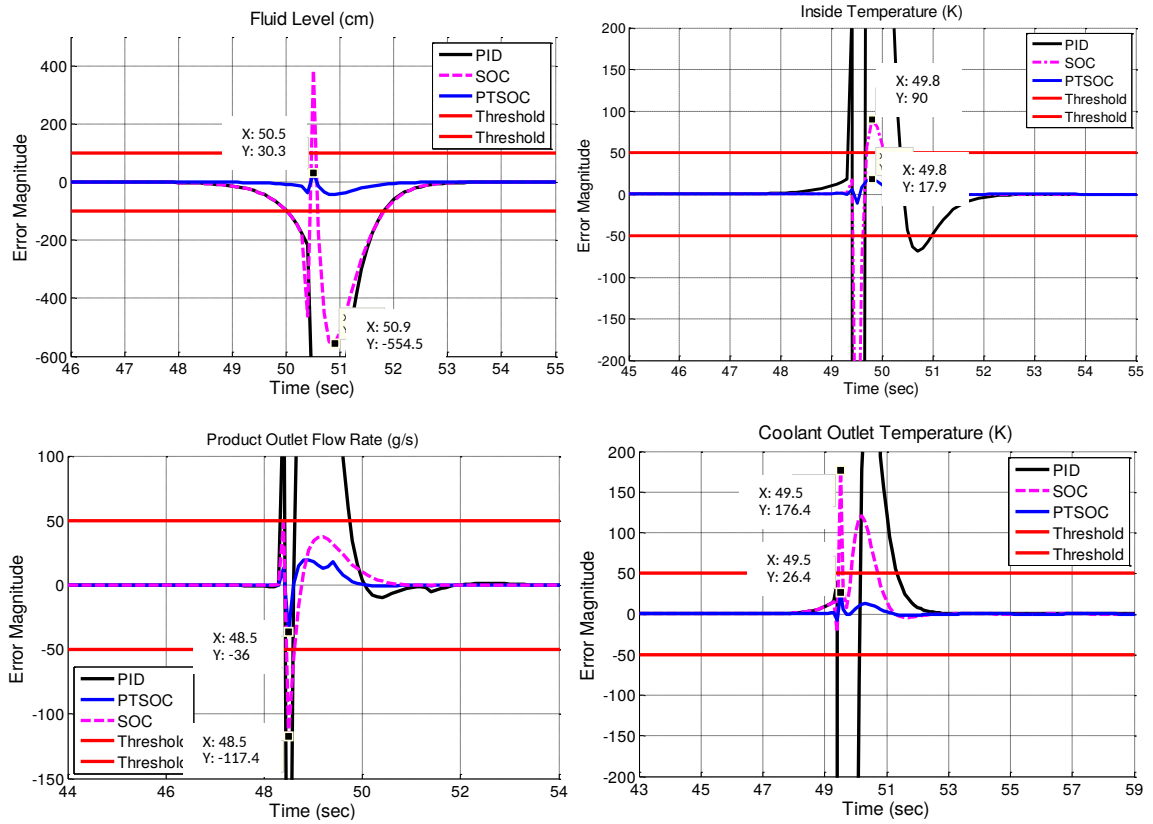 Fluid Level (cm)
Error Magnitude
400
200
0
-200
-400
-600
46
47
48
49
50
51
52
53
54
55
Time (sec)
PID
SOC
PTSOC
Threshold
Threshold
X: 50.5
Y: 30.3
X: 50.9
Y: -554.5
Inside Temperature (K)
Error Magnitude
200
150
100
50
0
-50
-100
-150
-200
45
46
47
48
49
50
51
52
53
54
55
Time (sec)
PID
SOC
PTSOC
Threshold
Threshold
X: 49.8
Y: 90
X: 49.8
Y: 17.9
Product Outlet Flow Rate (g/s)
Error Magnitude
100
50
0
-50
-100
-150
44
46
48
50
52
54
Time (sec)
X: 48.5
Y: -36
PID
PTSOC
SOC
Threshold
Threshold
X: 48.5
Y: -117.4
Coolant Outlet Temperature (K)
Error Magnitude
200
150
100
50
0
-50
-100
-150
-200
43
45
47
49
51
53
55
57
59
Time (sec)
PID
SOC
PTSOC
Threshold
Threshold
X: 49.5
Y: 176.4
X: 49.5
Y: 26.4